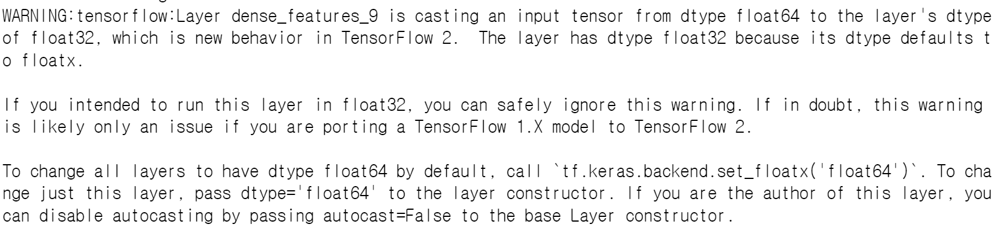 WARNING:tensorflow:Layer dense_features_9 is casting an input tensor from dtype float64 to the layer's dtype
of float32, which is new behavior in TensorFlow 2.  The layer has dtype float32 because its dtype defaults t
o floatx.
If you intended to run this layer in float32, you can safely ignore this warning. If in doubt, this warning
is likely only an issue if you are porting a TensorFlow 1.X model to TensorFlow 2.
To change all layers to have dtype float64 by default, call `tf.keras.backend.set_floatx('float64')`. To cha
nge just this layer, pass dtype='float64' to the layer constructor. If you are the author of this layer, you
can disable autocasting by passing autocast=False to the base Layer constructor.